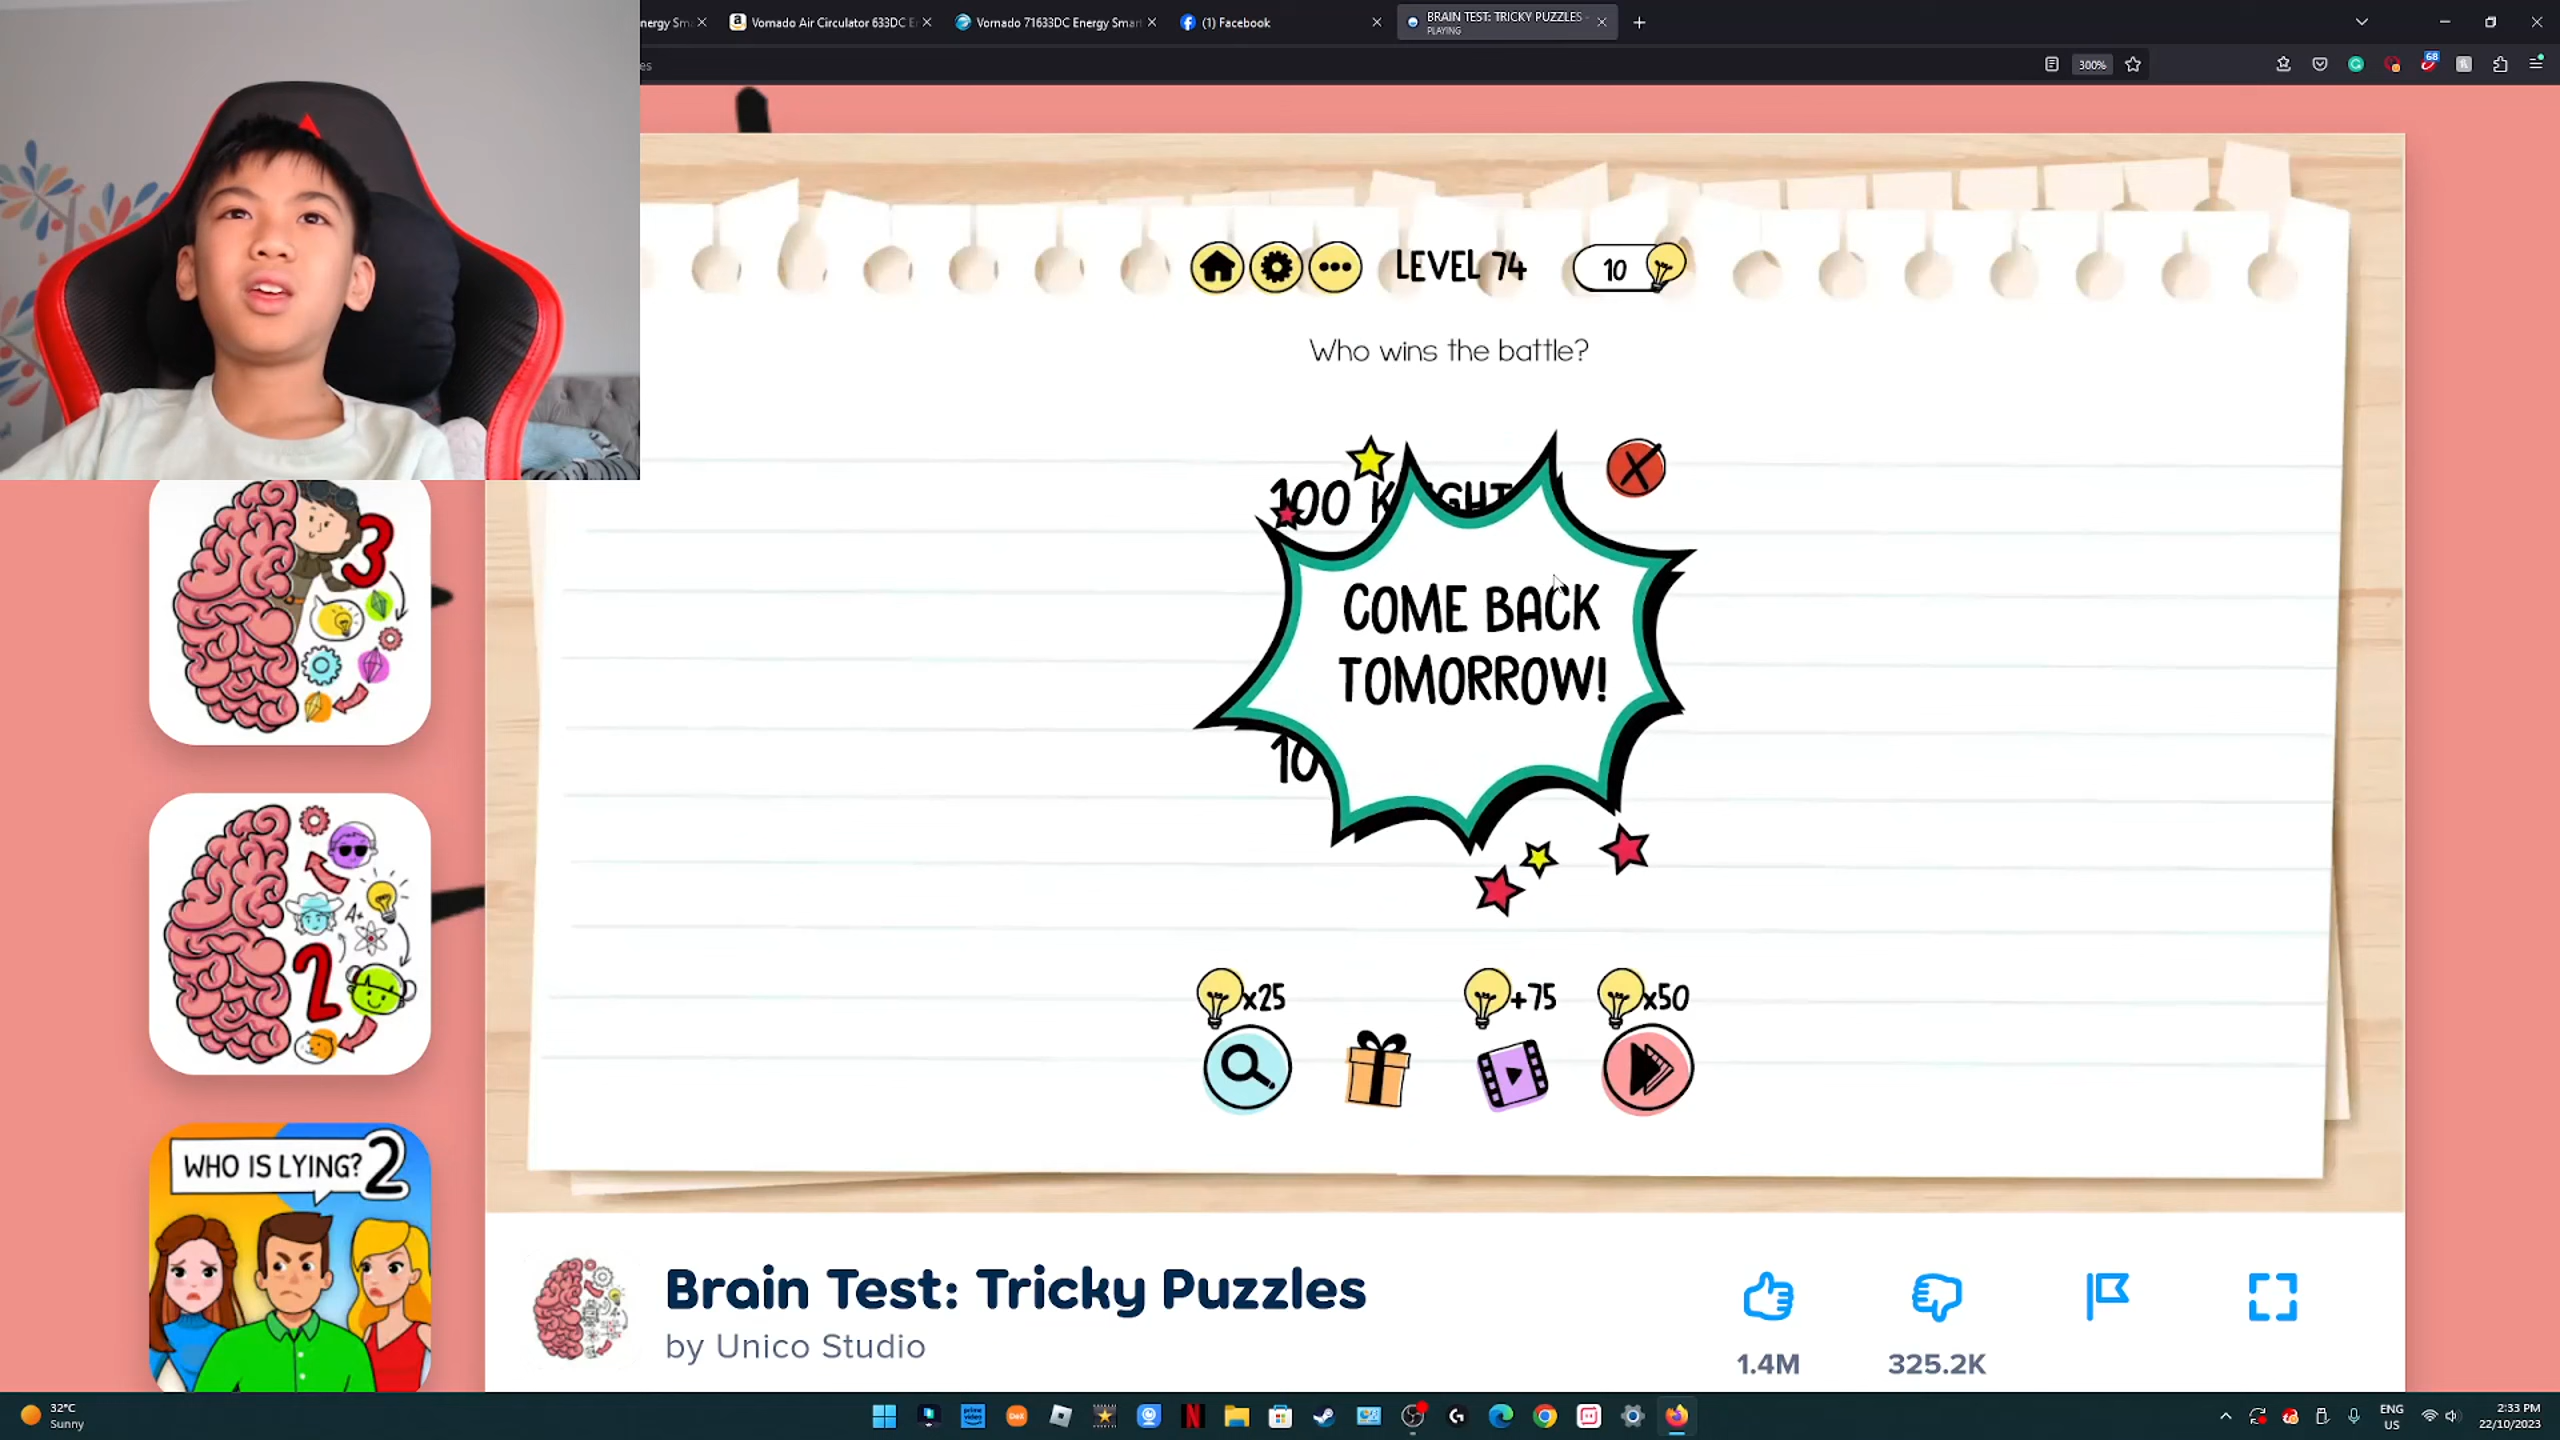 Vornado Air Circulator 633DC E
Vornado 71633DC Energy Smart
(1) Facebook
BRAIN TEST: TRICKY PUZZLES -
PLAYING
es
300%
68
LEVEL 74
10
Who wins the battle?
100 K GHT
COME BACK
TOMORROW!
10
x25
+75
x50
3
A+
2
WHO IS LYING? 2
Brain Test: Tricky Puzzles
by Unico Studio
1.4M
325.2K
32°C
Sunny
ENG
US
2:33 PM
22/10/2023